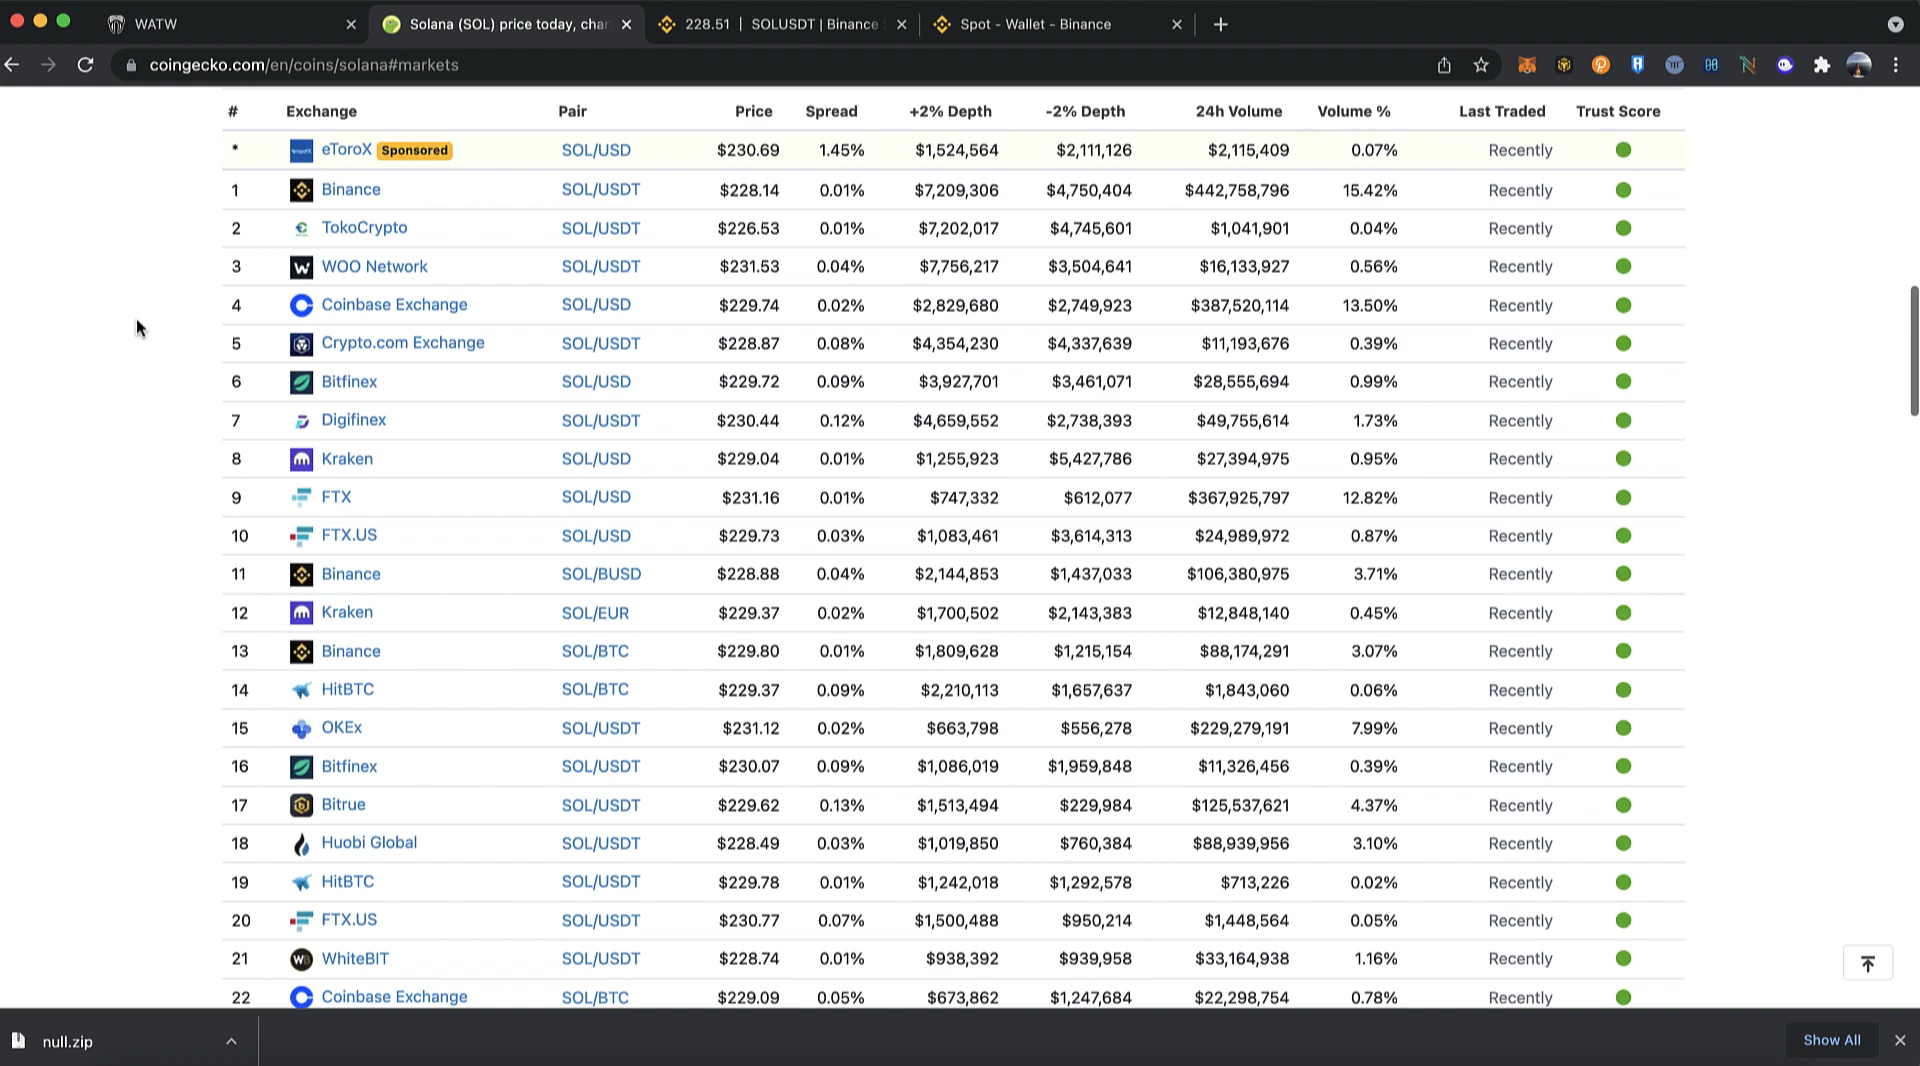 WATW
Solana (SOL) price today, char
228.51 | SOLUSDT | Binance S
Spot - Wallet - Binance
coingecko.com/en/coins/solana#markets
# Exchange Pair Price Spread +2% Depth -2% Depth 24h Volume Volume % Last Traded Trust Score
* eToroX Sponsored SOL/USD $230.69 1.45% $1,524,564 $2,111,126 $2,115,409 0.07% Recently
1 Binance SOL/USDT $228.14 0.01% $7,209,306 $4,750,404 $442,758,796 15.42% Recently
2 TokoCrypto SOL/USDT $226.53 0.01% $7,202,017 $4,745,601 $1,041,901 0.04% Recently
3 WOO Network SOL/USDT $231.53 0.04% $7,756,217 $3,504,641 $16,133,927 0.56% Recently
4 Coinbase Exchange SOL/USD $229.74 0.02% $2,829,680 $2,749,923 $387,520,114 13.50% Recently
5 Crypto.com Exchange SOL/USDT $228.87 0.08% $4,354,230 $4,337,639 $11,193,676 0.39% Recently
6 Bitfinex SOL/USD $229.72 0.09% $3,927,701 $3,461,071 $28,555,694 0.99% Recently
7 Digifinex SOL/USDT $230.44 0.12% $4,659,552 $2,738,393 $49,755,614 1.73% Recently
8 Kraken SOL/USD $229.04 0.01% $1,255,923 $5,427,786 $27,394,975 0.95% Recently
9 FTX SOL/USD $231.16 0.01% $747,332 $612,077 $367,925,797 12.82% Recently
10 FTX.US SOL/USD $229.73 0.03% $1,083,461 $3,614,313 $24,989,972 0.87% Recently
11 Binance SOL/BUSD $228.88 0.04% $2,144,853 $1,437,033 $106,380,975 3.71% Recently
12 Kraken SOL/EUR $229.37 0.02% $1,700,502 $2,143,383 $12,848,140 0.45% Recently
13 Binance SOL/BTC $229.80 0.01% $1,809,628 $1,215,154 $88,174,291 3.07% Recently
14 HitBTC SOL/BTC $229.37 0.09% $2,210,113 $1,657,637 $1,843,060 0.06% Recently
15 OKEx SOL/USDT $231.12 0.02% $663,798 $556,278 $229,279,191 7.99% Recently
16 Bitfinex SOL/USDT $230.07 0.09% $1,086,019 $1,959,848 $11,326,456 0.39% Recently
17 Bitrue SOL/USDT $229.62 0.13% $1,513,494 $229,984 $125,537,621 4.37% Recently
18 Huobi Global SOL/USDT $228.49 0.03% $1,019,850 $760,384 $88,939,956 3.10% Recently
19 HitBTC SOL/USDT $229.78 0.01% $1,242,018 $1,292,578 $713,226 0.02% Recently
20 FTX.US SOL/USDT $230.77 0.07% $1,500,488 $950,214 $1,448,564 0.05% Recently
21 WhiteBIT SOL/USDT $228.74 0.01% $938,392 $939,958 $33,164,938 1.16% Recently
22 Coinbase Exchange SOL/BTC $229.09 0.05% $673,862 $1,247,684 $22,298,754 0.78% Recently
null.zip
Show All